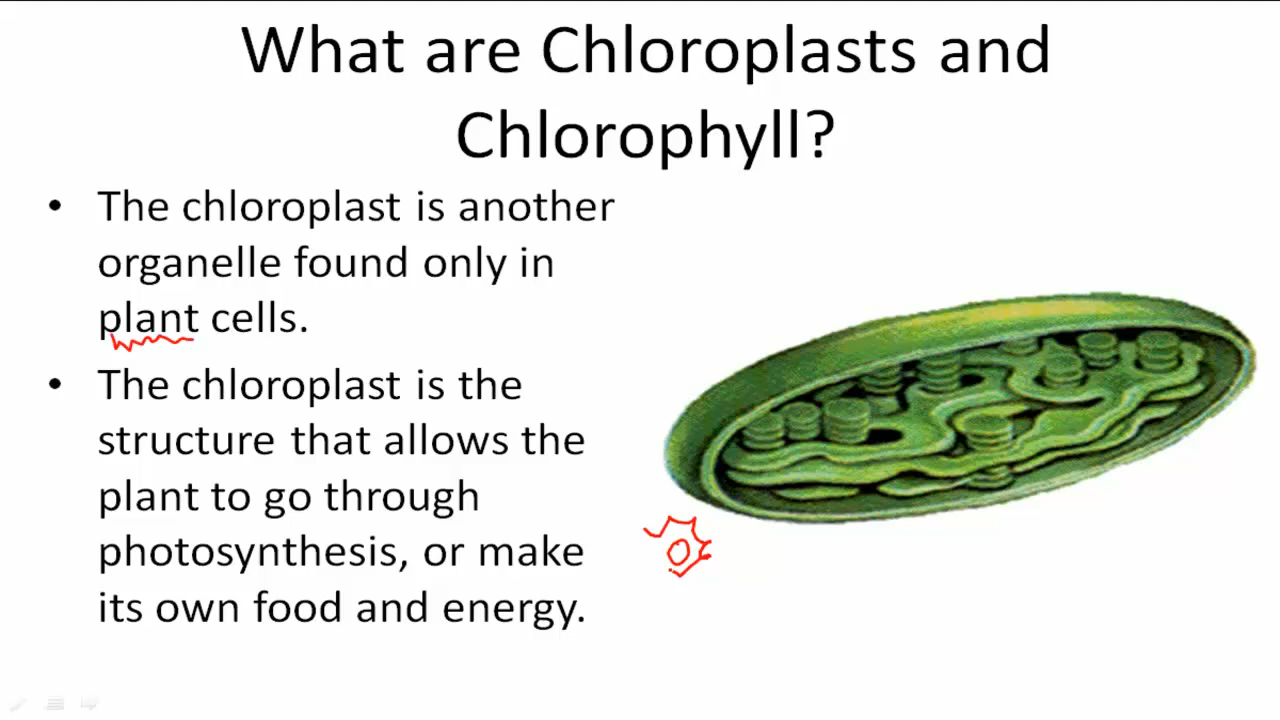 What are Chloroplasts and
Chlorophyll?
• The chloroplast is another
organelle found only in
plant cells.
• The chloroplast is the
structure that allows the
plant to go through
photosynthesis, or make
its own food and energy.